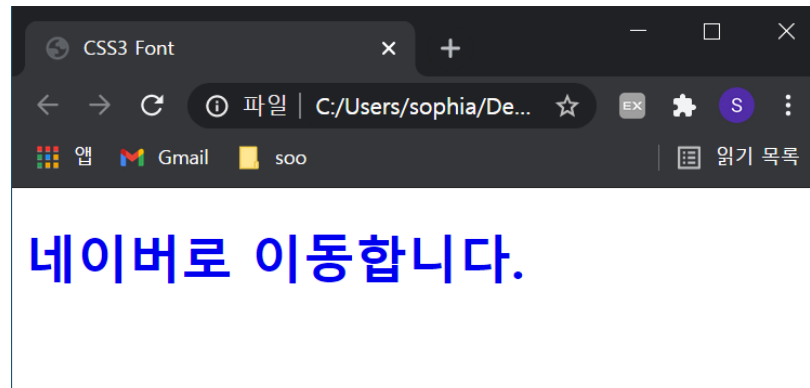 CSS3 Font
파일 C:/Users/sophia/De... EX S
앱 Gmail soo 읽기 목록
네이버로 이동합니다.